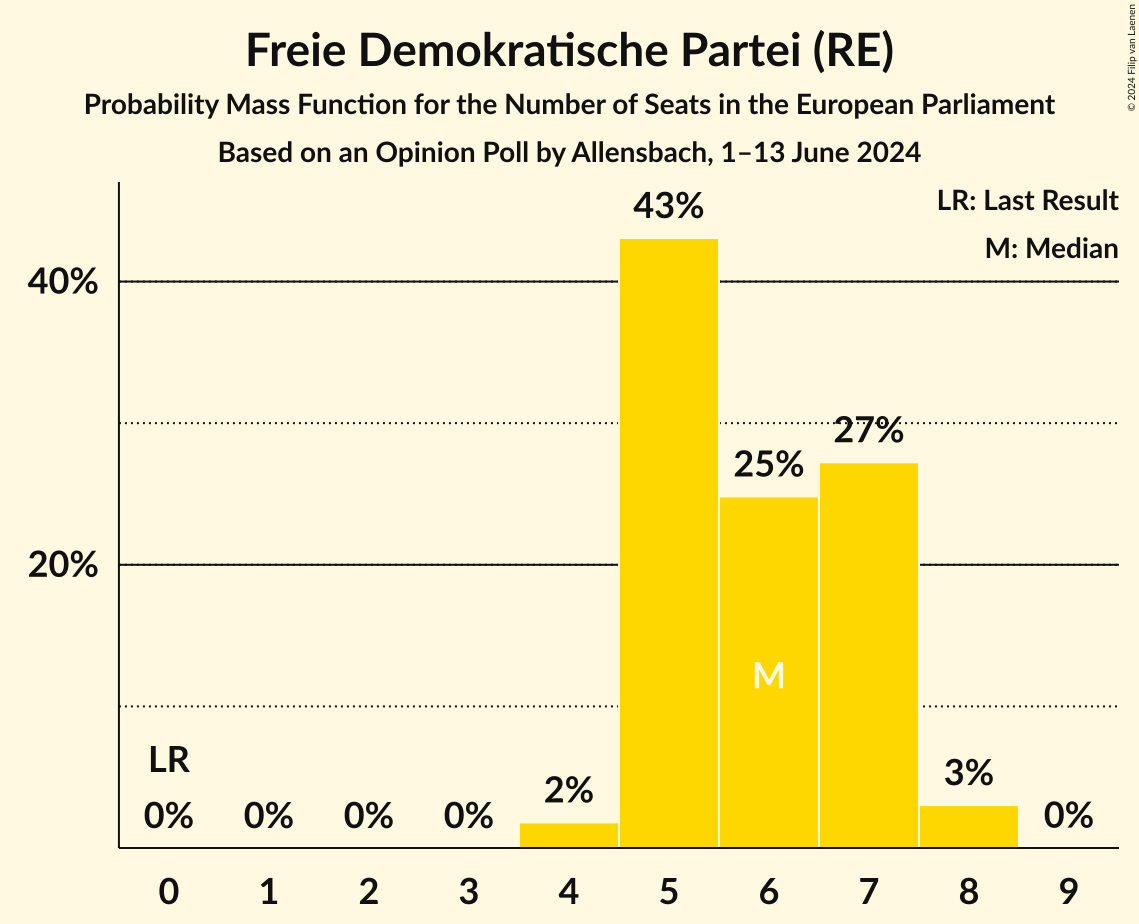 Freie Demokratische Partei (RE)
Probability Mass Function for the Number of Seats in the European Parliament
Based on an Opinion Poll by Allensbach, 1–13 June 2024
© 2024 Filip van Laenen
LR: Last Result
M: Median
43%
40%
27%
25%
20%
M
LR
3%
2%
0%
0%
0%
0%
0%
0 1 2 3 4 5 6 7 8 9